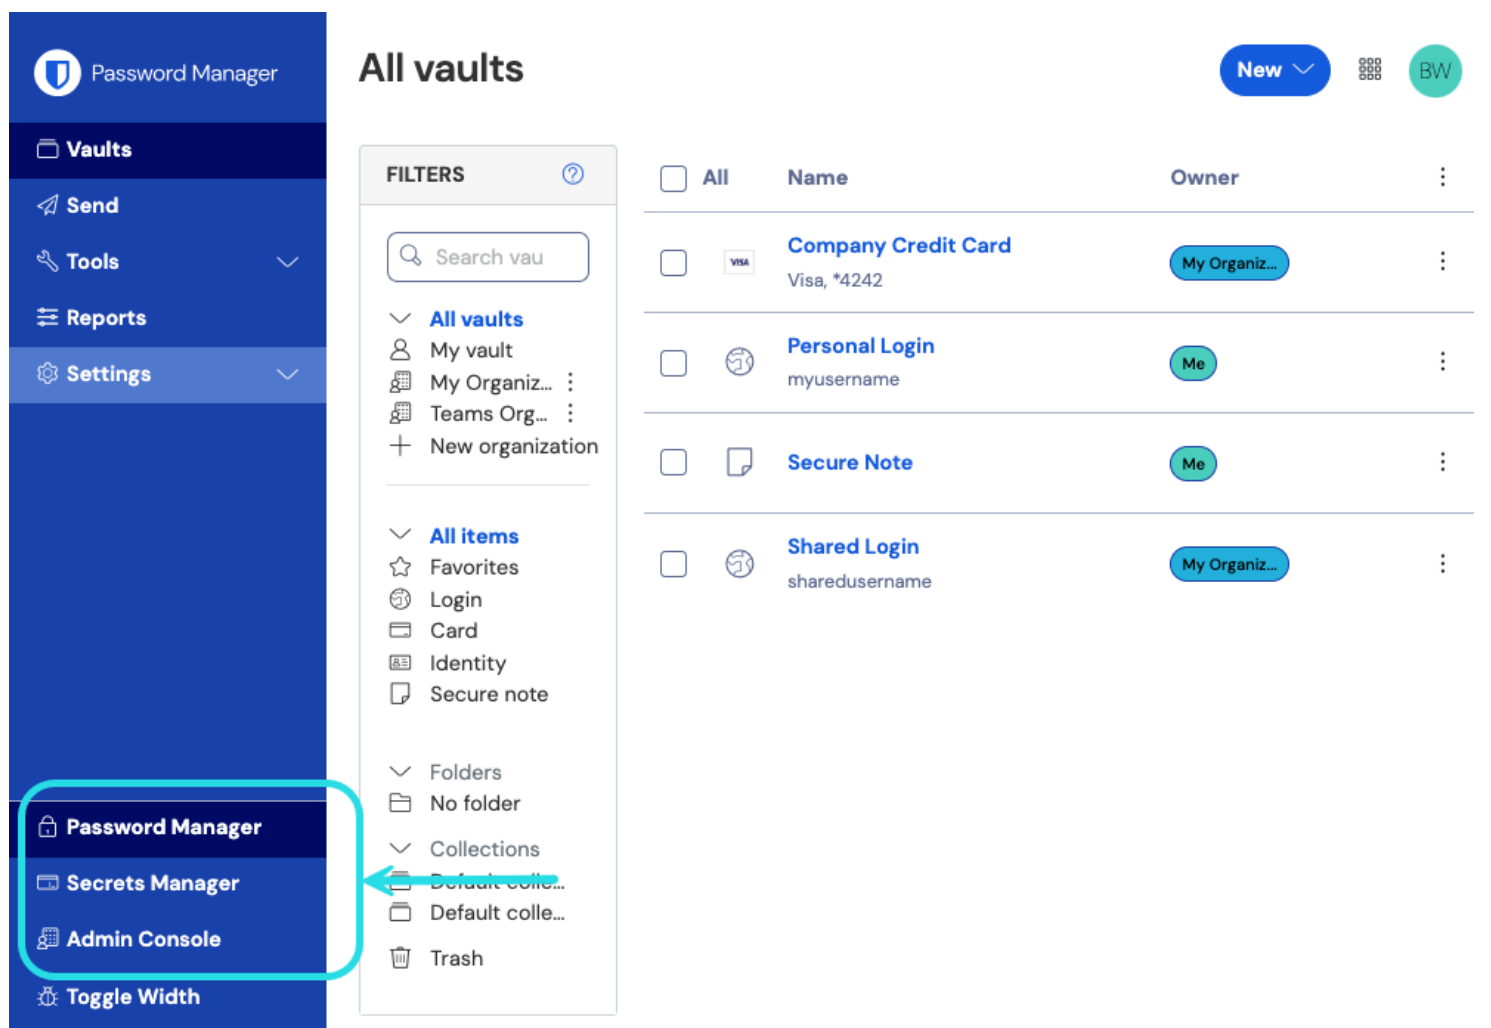 Password Manager
Vaults
Send
Tools
Reports
Settings
Password Manager
Secrets Manager
Admin Console
Toggle Width
All vaults
New
BW
FILTERS
Search vau
All vaults
My vault
My Organiz...
Teams Org...
New organization
All items
Favorites
Login
Card
Identity
Secure note
Folders
No folder
Collections
Default colle...
Default colle...
Trash
All Name Owner
VISA
Company Credit Card
Visa, *4242
My Organiz...
Personal Login
myusername
Me
Secure Note
Me
Shared Login
sharedusername
My Organiz...